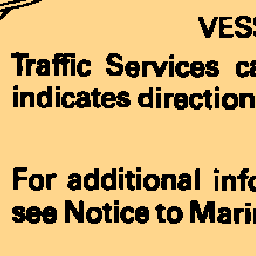 VESS
Traffic Services ca
indicates direction
For additional info
see Notice to Marin